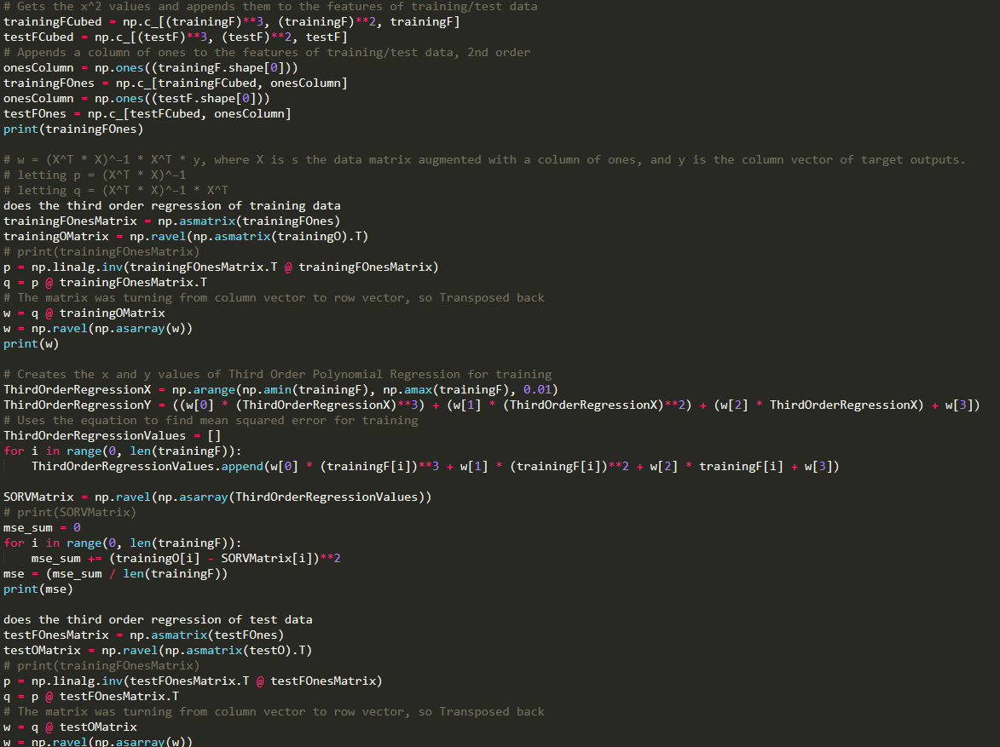 # Gets the x^2 values and appends them to the features of training/test data
trainingFCubed = np.c_[(trainingF)**3, (trainingF)**2, trainingF]
testFCubed = np.c_[(testF)**3, (testF)**2, testF]
# Appends a column of ones to the features of training/test data, 2nd order
onesColumn = np.ones((trainingF.shape[0]))
trainingFOnes = np.c_[trainingFCubed, onesColumn]
onesColumn = np.ones((testF.shape[0]))
testFOnes = np.c_[testFCubed, onesColumn]
print(trainingFOnes)

# w = (X^T * X)^-1 * X^T * y, where X is s the data matrix augmented with a column of ones, and y is the column vector of target outputs.
# letting p = (X^T * X)^-1
# letting q = (X^T * X)^-1 * X^T
does the third order regression of training data
trainingFOnesMatrix = np.asmatrix(trainingFOnes)
trainingOMatrix = np.ravel(np.asmatrix(trainingO).T)
# print(trainingFOnesMatrix)
p = np.linalg.inv(trainingFOnesMatrix.T @ trainingFOnesMatrix)
q = p @ trainingFOnesMatrix.T
# The matrix was turning from column vector to row vector, so Transposed back
w = q @ trainingOMatrix
w = np.ravel(np.asarray(w))
print(w)

# Creates the x and y values of Third Order Polynomial Regression for training
ThirdOrderRegressionX = np.arange(np.amin(trainingF), np.amax(trainingF), 0.01)
ThirdOrderRegressionY = ((w[0] * (ThirdOrderRegressionX)**3) + (w[1] * (ThirdOrderRegressionX)**2) + (w[2] * ThirdOrderRegressionX) + w[3])
# Uses the equation to find mean squared error for training
ThirdOrderRegressionValues = []
for i in range(0, len(trainingF)):
    ThirdOrderRegressionValues.append(w[0] * (trainingF[i])**3 + w[1] * (trainingF[i])**2 + w[2] * trainingF[i] + w[3])

SORVMatrix = np.ravel(np.asarray(ThirdOrderRegressionValues))
# print(SORVMatrix)
mse_sum = 0
for i in range(0, len(trainingF)):
    mse_sum += (trainingO[i] - SORVMatrix[i])**2
mse = (mse_sum / len(trainingF))
print(mse)

does the third order regression of test data
testFOnesMatrix = np.asmatrix(testFOnes)
testOMatrix = np.ravel(np.asmatrix(testO).T)
# print(trainingFOnesMatrix)
p = np.linalg.inv(testFOnesMatrix.T @ testFOnesMatrix)
q = p @ testFOnesMatrix.T
# The matrix was turning from column vector to row vector, so Transposed back
w = q @ testOMatrix
w = np.ravel(np.asarray(w))